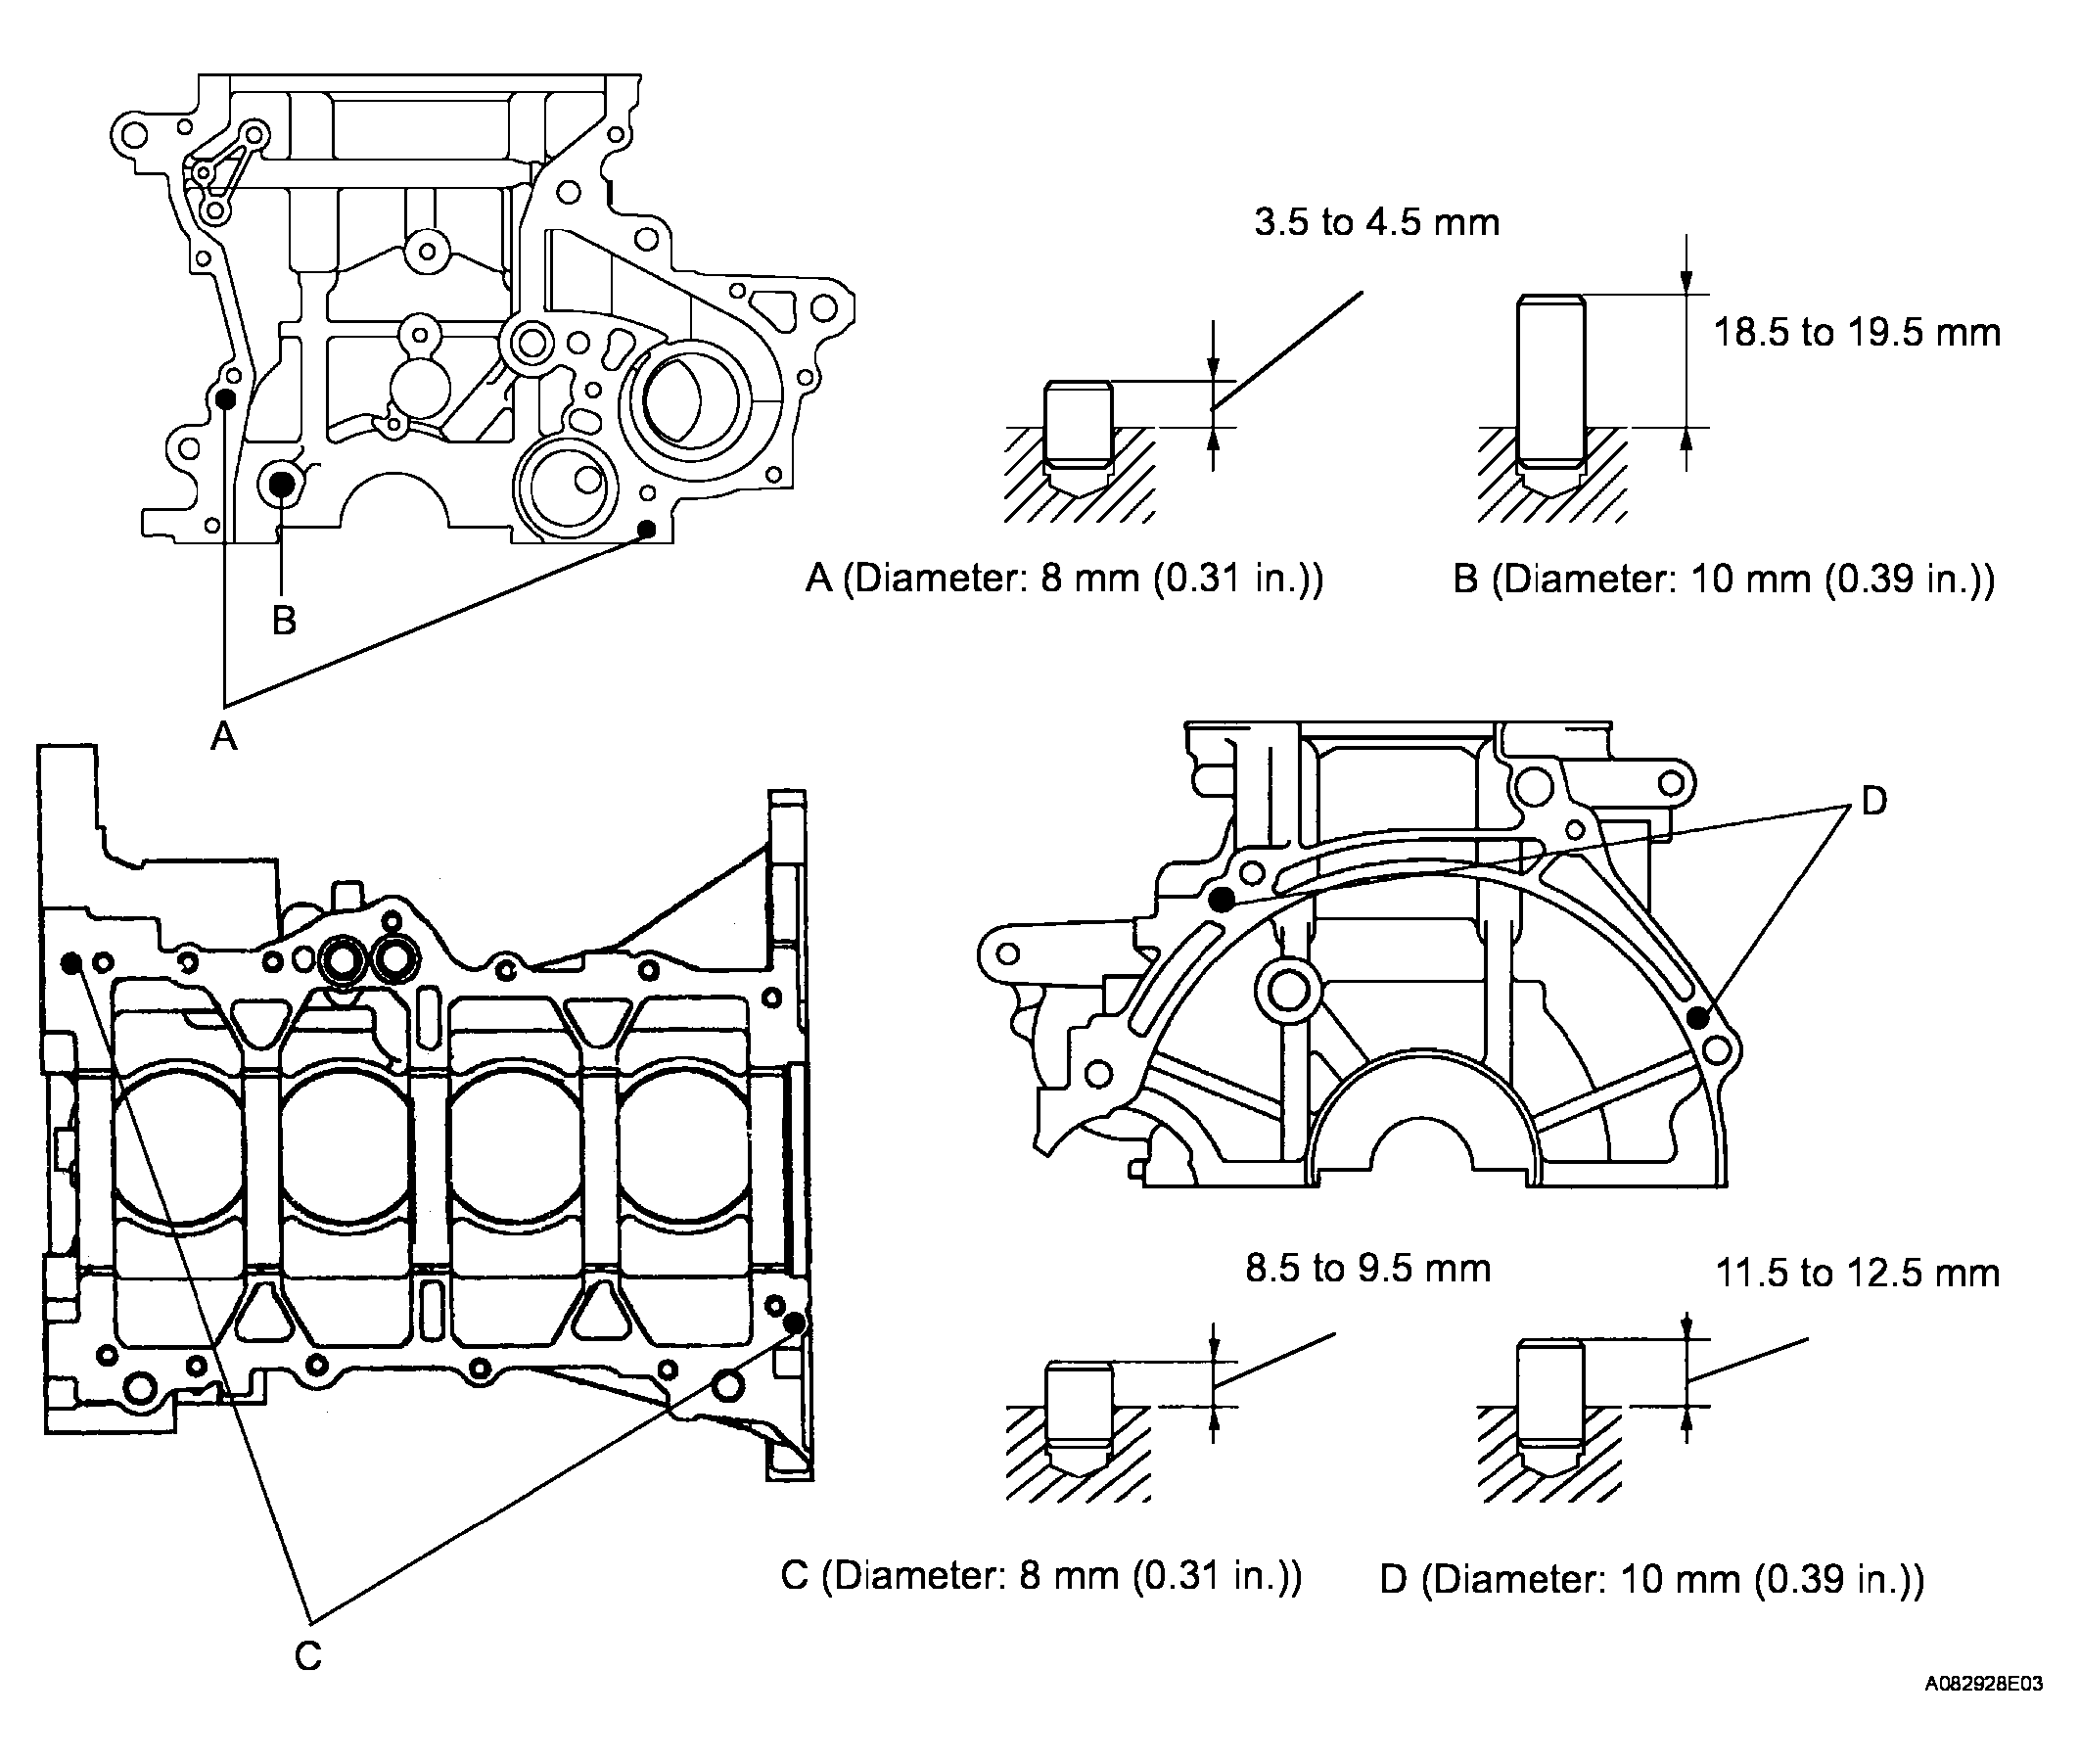 3.5 to 4.5 mm
18.5 to 19.5 mm
A (Diameter: 8 mm (0.31 in.))
B (Diameter: 10 mm (0.39 in.))
B
A
D
8.5 to 9.5 mm
11.5 to 12.5 mm
C (Diameter: 8 mm (0.31 in.))
D (Diameter: 10 mm (0.39 in.))
C
A082928E03